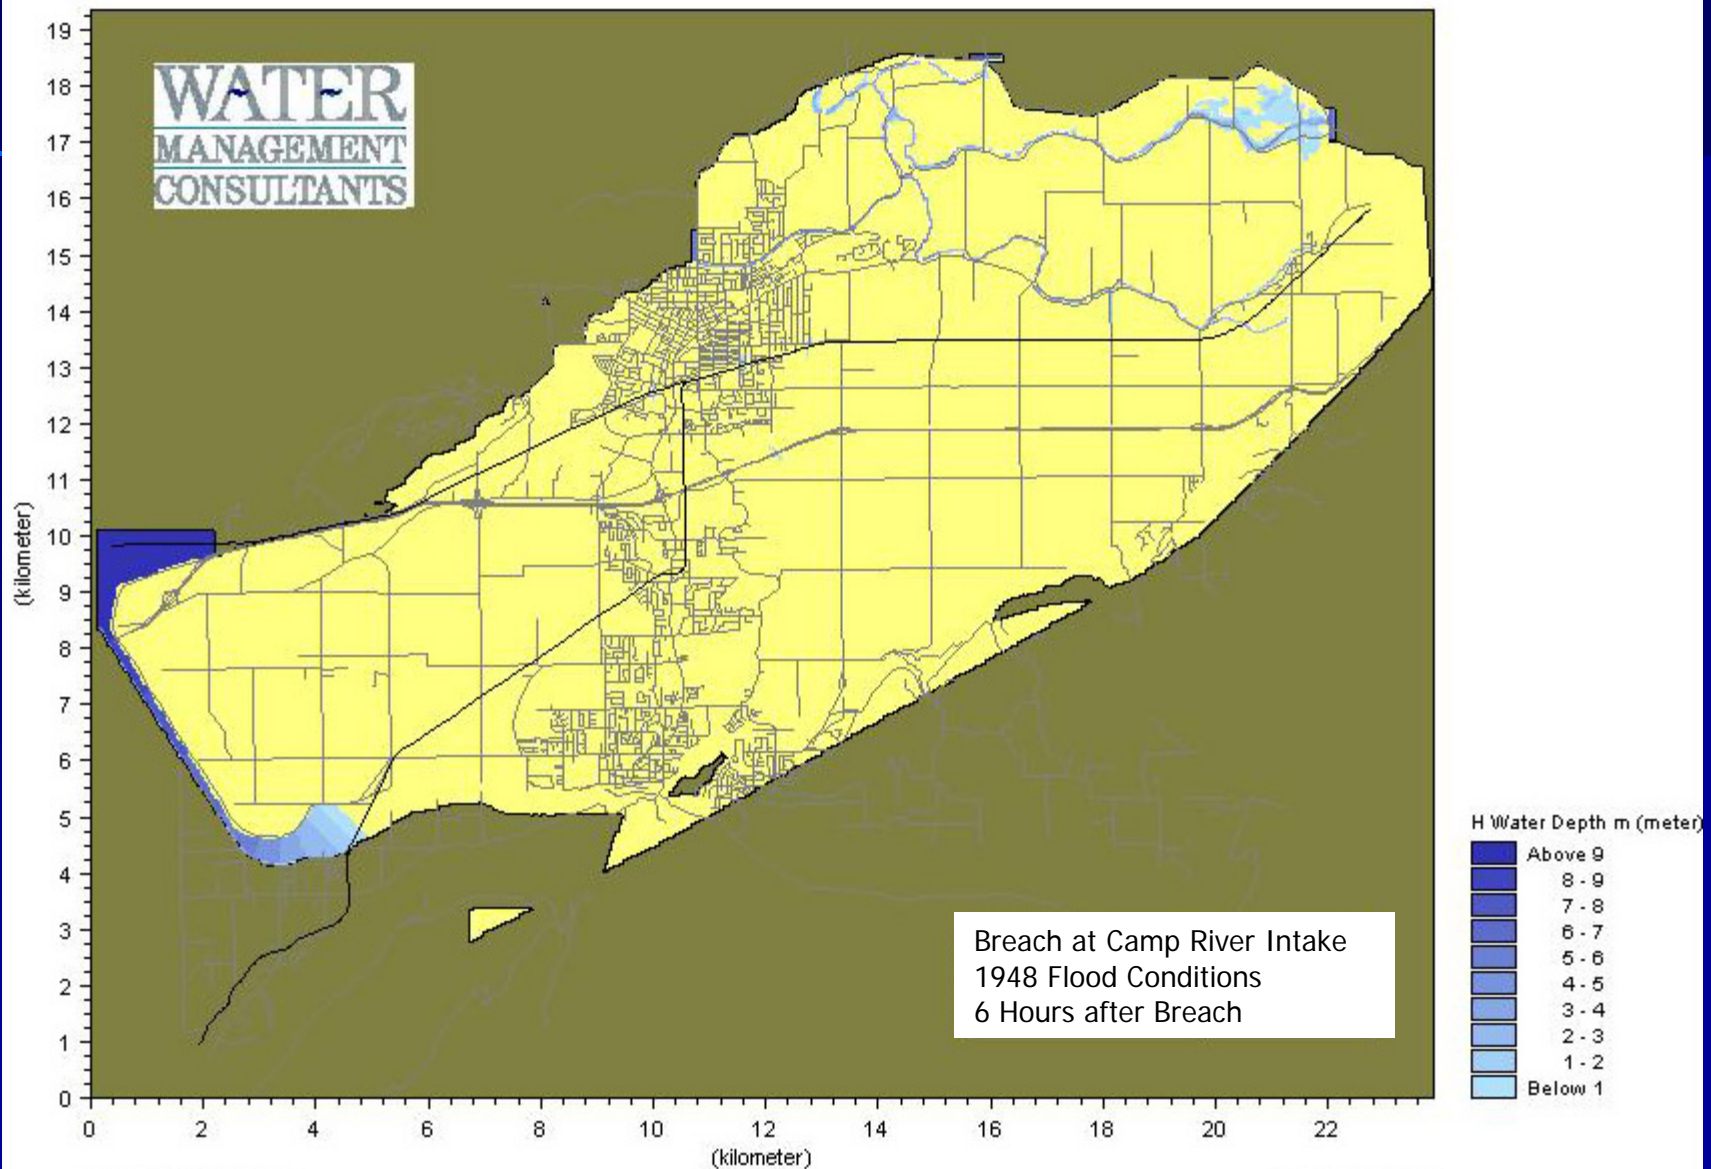 WATER
MANAGEMENT
CONSULTANTS
19
18
17
16
15
14
13
12
11
10
9
8
7
6
5
4
3
2
1
0
(kilometer)
0 2 4 6 8 10 12 14 16 18 20 22
(kilometer)
Breach at Camp River Intake
1948 Flood Conditions
6 Hours after Breach
H Water Depth m (meter)
Above 9
8 - 9
7 - 8
6 - 7
5 - 6
4 - 5
3 - 4
2 - 3
1 - 2
Below 1